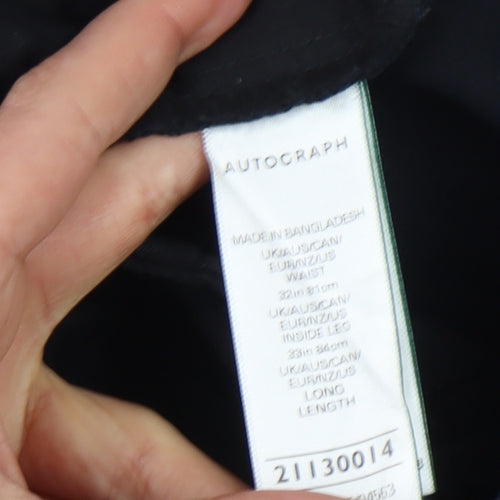 AUTOGRAPH
MADE IN BANGLADESH
UK/AUS/CAN/
EUR/NZ/US
WAIST
32in 81cm
UK/AUS/CAN/
EUR/NZ/US
INSIDE LEG
33in 84cm
UK/AUS/CAN/
EUR/NZ/US
LONG
LENGTH
21130014